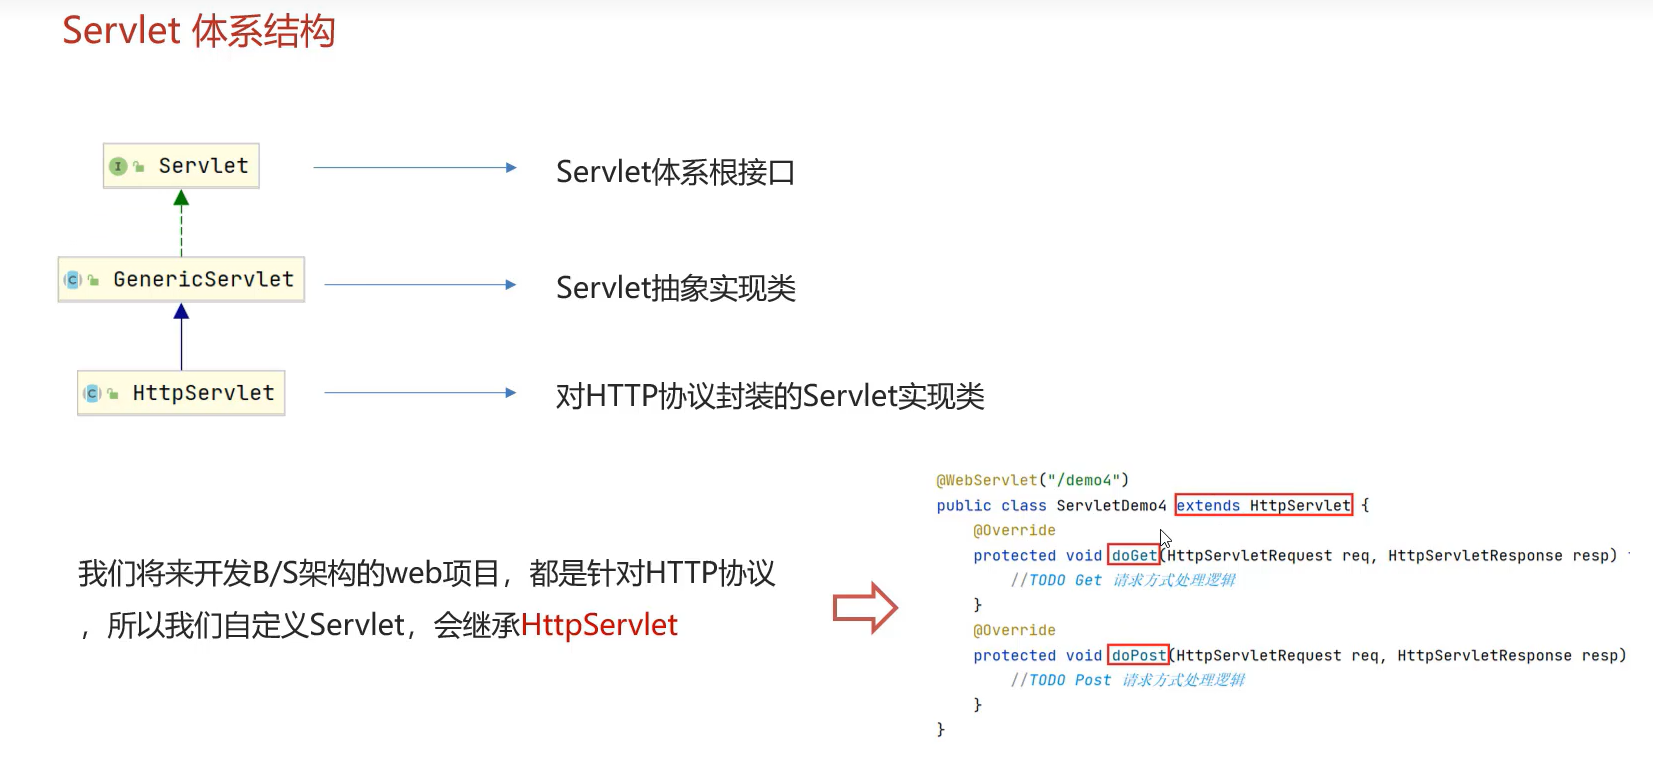 Servlet 体系结构
Servlet
Servlet体系根接口
GenericServlet
Servlet抽象实现类
HttpServlet
对HTTP协议封装的Servlet实现类
我们将来开发B/S架构的web项目，都是针对HTTP协议
，所以我们自定义Servlet，会继承HttpServlet
@WebServlet("/demo4")
public class ServletDemo4 extends HttpServlet {
@Override
protected void doGet(HttpServletRequest req, HttpServletResponse resp)
//TODO Get 请求方式处理逻辑
}
@Override
protected void doPost(HttpServletRequest req, HttpServletResponse resp)
//TODO Post 请求方式处理逻辑
}
}